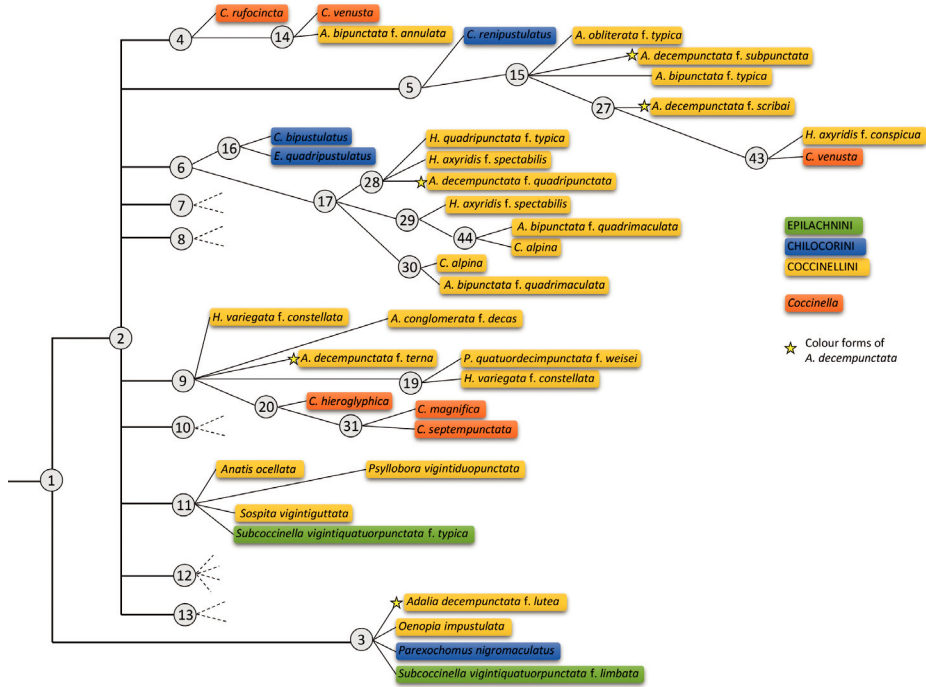 C. rufocincta
C. venusta
4
14
A. bipunctata f. annulata
C. renipustulatus
A. obliterata f. typica
A. decempunctata f. subpunctata
5
15
A. bipunctata f. typica
27
A. decempunctata f. scribai
C. bipustulatus
16
E. quadripustulatus
H. quadripunctata f. typica
H. axyridis f. conspicua
43
C. venusta
6
H. axyridis f. spectabilis
28
A. decempunctata f. quadripunctata
17
7
H. axyridis f. spectabilis
29
A. bipunctata f. quadrimaculata
8
44
C. alpina
C. alpina
30
A. bipunctata f. quadrimaculata
EPILACHNINI
CHILOCORINI
COCCINELLINI
Coccinella
Colour forms of
A. decempunctata
H. variegata f. constellata
A. conglomerata f. decas
2
A. decempunctata f. terna
P. quatuordecimpunctata f. weisei
9
19
H. variegata f. constellata
20
C. hieroglyphica
C. magnifica
10
31
C. septempunctata
1
Anatis ocellata
Psyllobora vigintiduopunctata
11
Sospita vigintiguttata
Subcoccinella vigintiquatuorpunctata f. typica
12
13
Adalia decempunctata f. lutea
Oenopia impustulata
3
Parexochomus nigromaculatus
Subcoccinella vigintiquatuorpunctata f. limbata